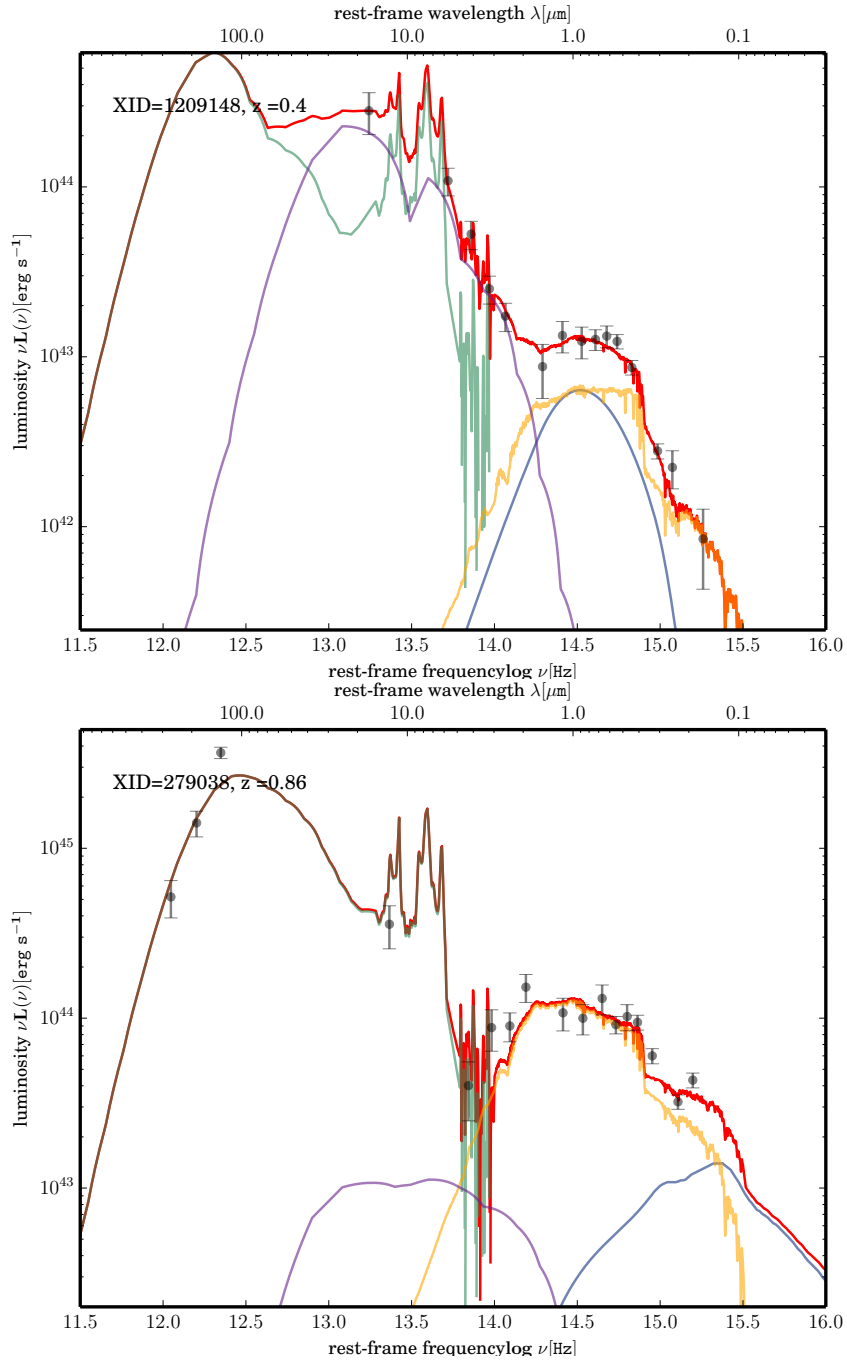 rest-frame wavelength λ[μm]
100.0 10.0 1.0 0.1
XID=1209148, z =0.4
10^44
10^43
10^42
luminosity νL(ν)[erg s^−1]
11.5 12.0 12.5 13.0 13.5 14.0 14.5 15.0 15.5 16.0
rest-frame frequencylog ν[Hz]
rest-frame wavelength λ[μm]
100.0 10.0 1.0 0.1
XID=279038, z =0.86
10^45
10^44
10^43
luminosity νL(ν)[erg s^−1]
11.5 12.0 12.5 13.0 13.5 14.0 14.5 15.0 15.5 16.0
rest-frame frequencylog ν[Hz]